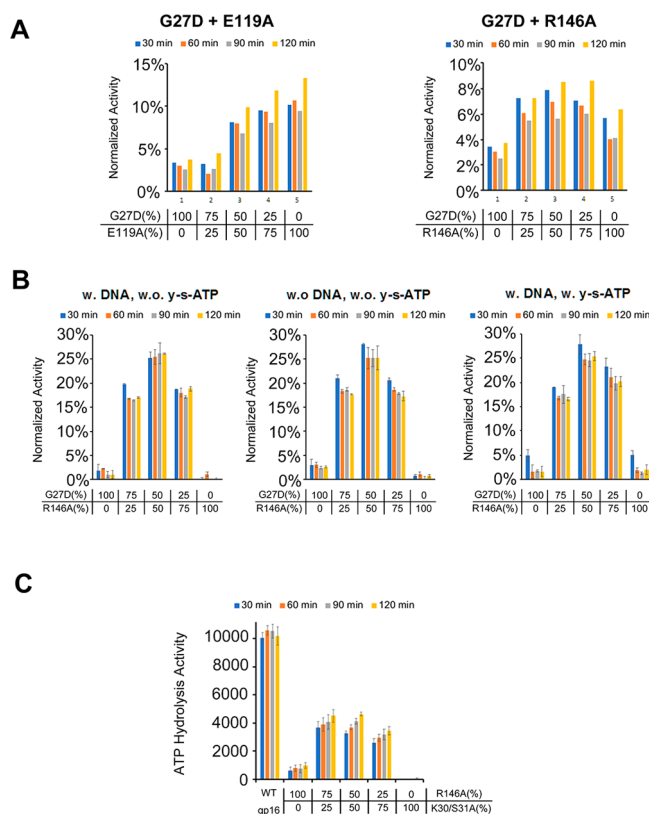 A
G27D + E119A
G27D + R146A
30 min 60 min 90 min 120 min
30 min 60 min 90 min 120 min
Normalized Activity
15%
10%
5%
0%
1 2 3 4 5
G27D(%) 100 75 50 25 0
E119A(%) 0 25 50 75 100
Normalized Activity
10%
8%
6%
4%
2%
0%
1 2 3 4 5
G27D(%) 100 75 50 25 0
R146A(%) 0 25 50 75 100
B
w. DNA, w.o. y-s-ATP
w.o DNA, w.o. y-s-ATP
w. DNA, w. y-s-ATP
30 min 60 min 90 min 120 min
30 min 60 min 90 min 120 min
30 min 60 min 90 min 120 min
Normalized Activity
30%
25%
20%
15%
10%
5%
0%
G27D(%) 100 75 50 25 0
R146A(%) 0 25 50 75 100
Normalized Activity
30%
25%
20%
15%
10%
5%
0%
G27D(%) 100 75 50 25 0
R146A(%) 0 25 50 75 100
Normalized Activity
30%
25%
20%
15%
10%
5%
0%
G27D(%) 100 75 50 25 0
R146A(%) 0 25 50 75 100
C
30 min 60 min 90 min 120 min
ATP Hydrolysis Activity
10000
8000
6000
4000
2000
0
WT 100 75 50 25 0 R146A(%)
gp16 0 25 50 75 100 K30/S31A(%)